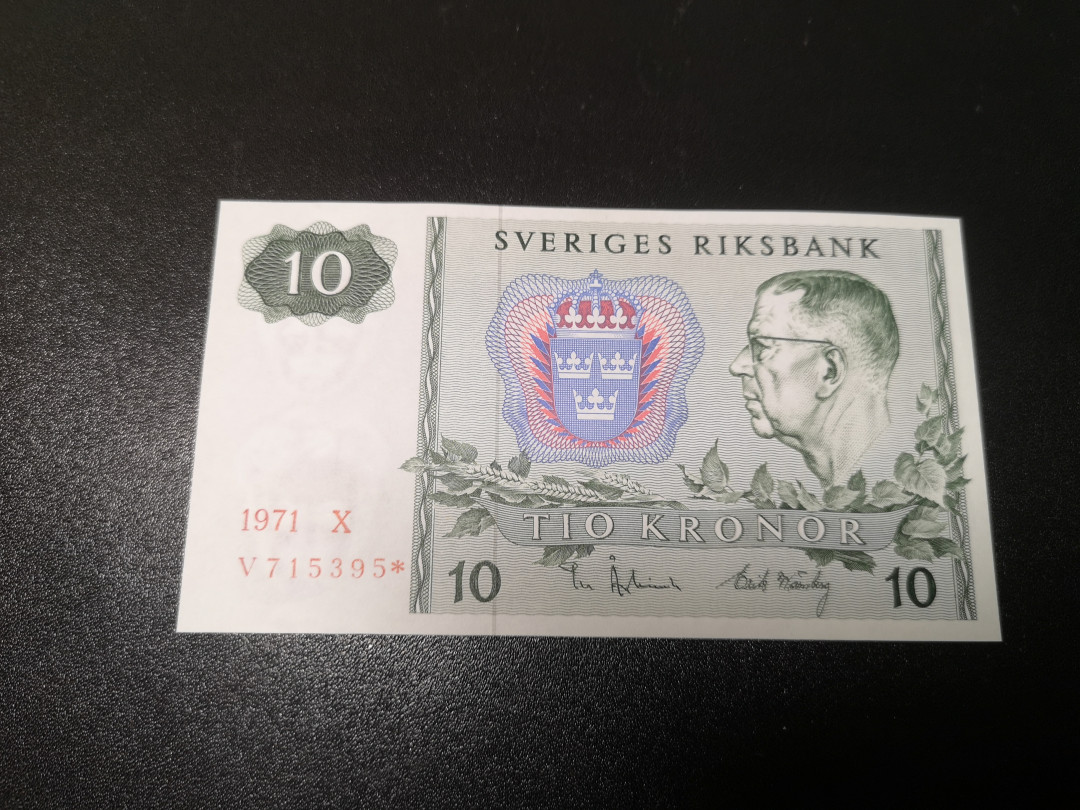 10
SVERIGES RIKSBANK
1971 X
V715395*
TIO KRONOR
10
10